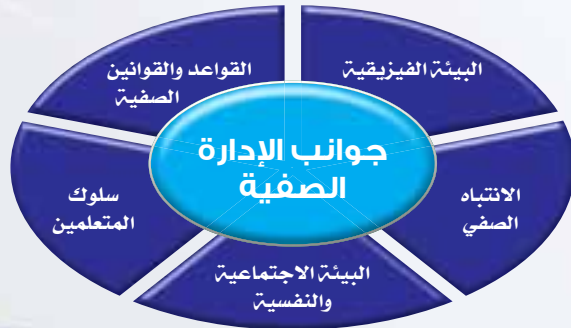 البيئة الفيزيقية
القواعد والقوانين
الصفية
جوانب الإدارة
الصفية
الانتباه
الصفي
سلوك
المتعلمين
البيئة الاجتماعية
والنفسية